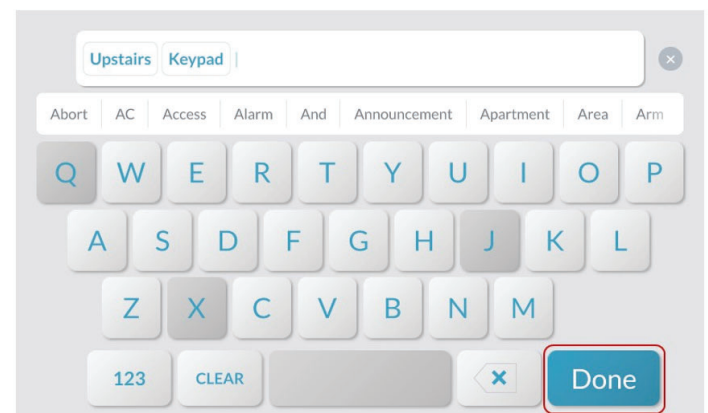 Upstairs Keypad
Abort AC Access Alarm And Announcement Apartment Area Arm
Q W E R T Y U I O P
A S D F G H J K L
Z X C V B N M
123 CLEAR Done